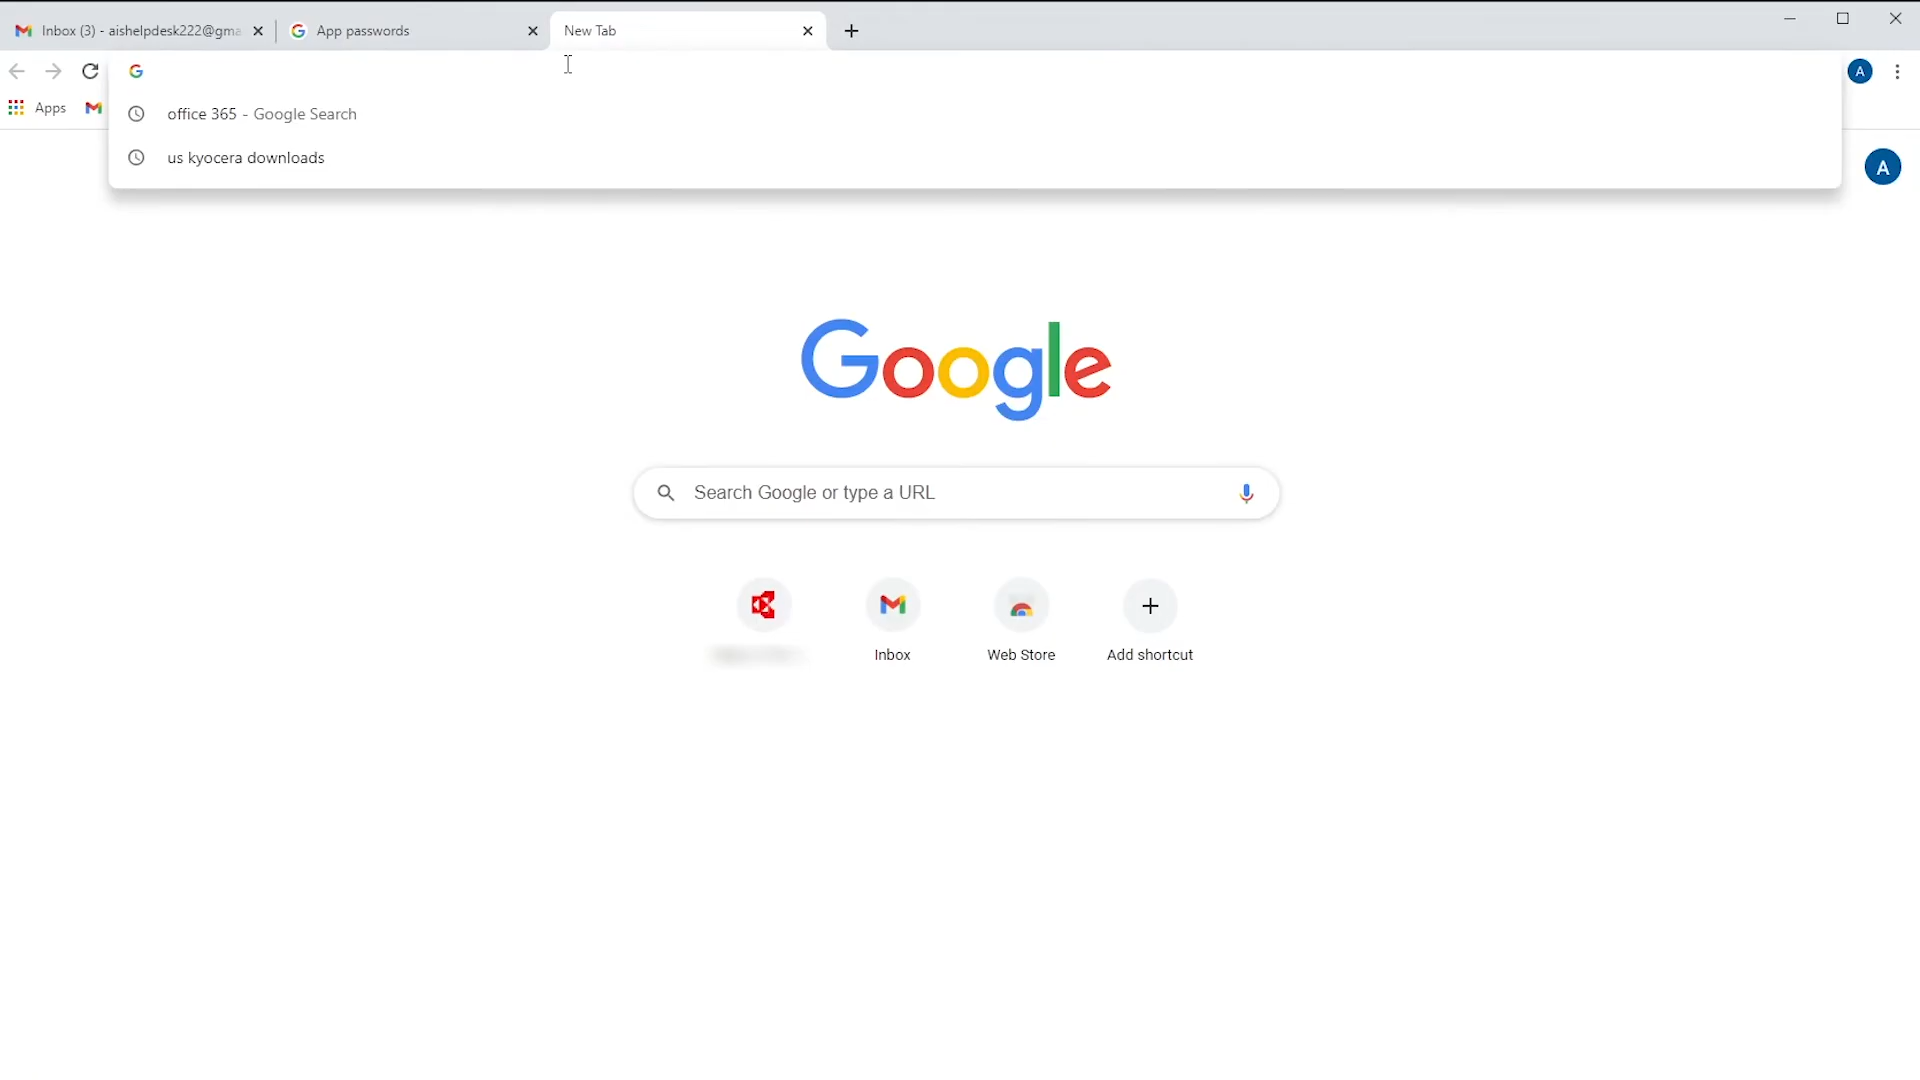 Inbox (3) - aishelpdesk222@gma
App passwords
New Tab
Apps
office 365 - Google Search
us kyocera downloads
A
A
Google
Search Google or type a URL
Inbox
Web Store
Add shortcut